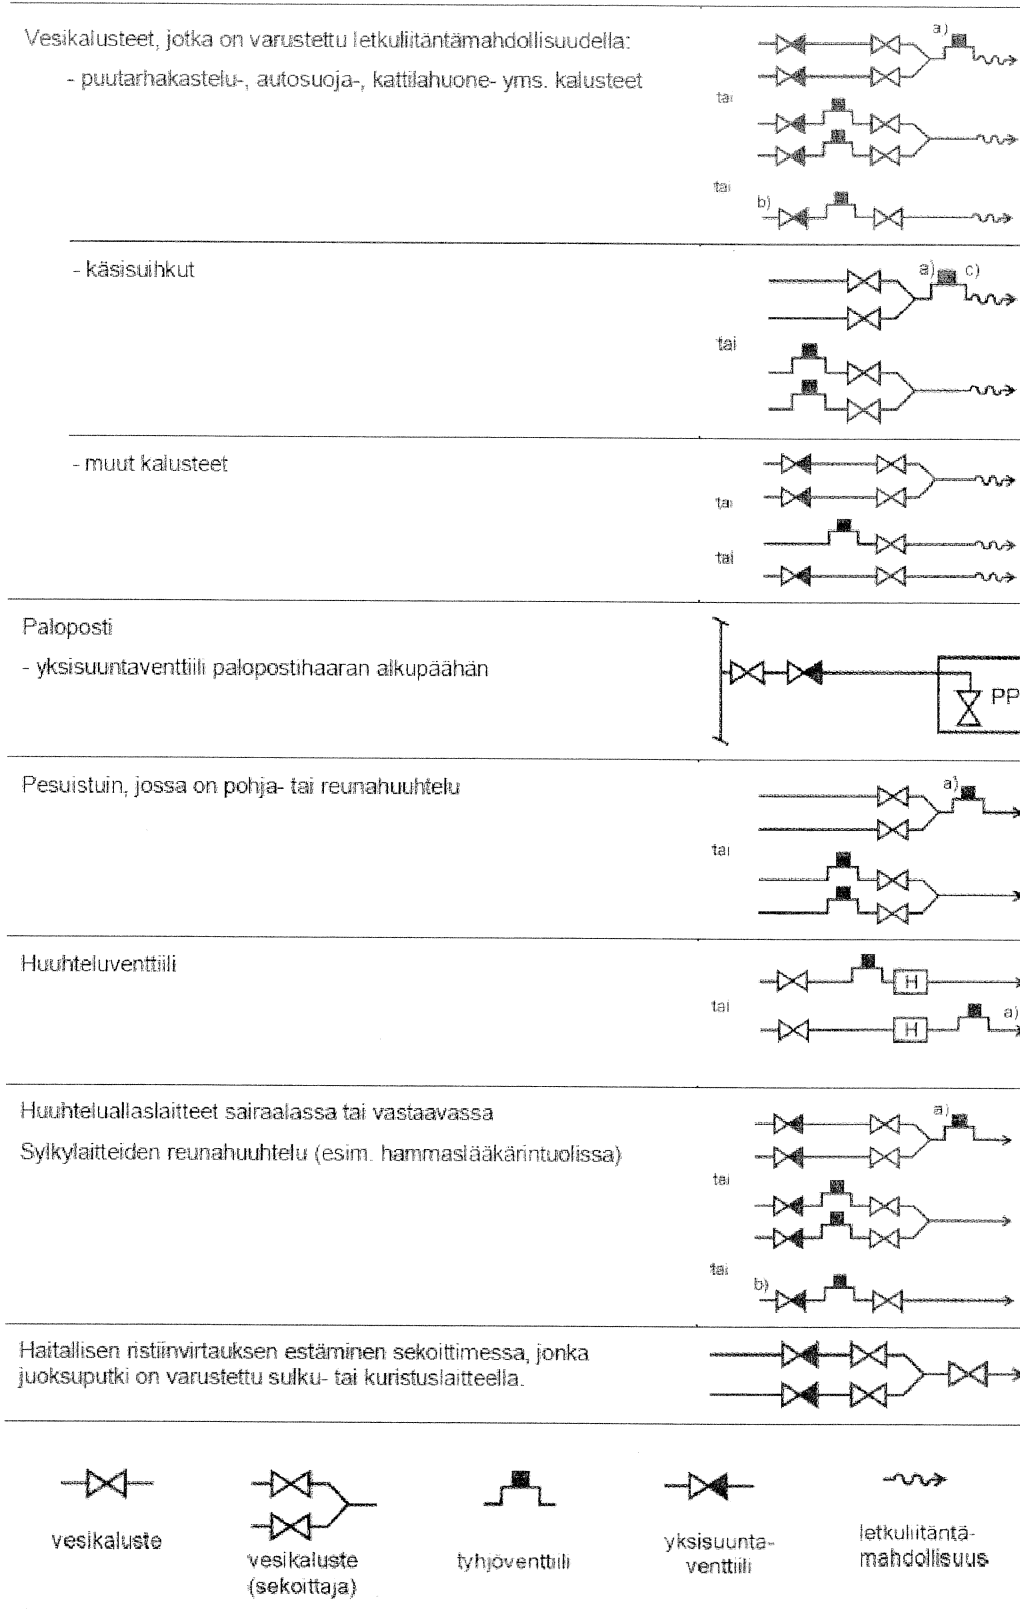 Vesikalusteet, jotka on varustettu letkuliitäntämahdollisuudella:
a)
- puutarhakastelu-, autosuoja-, kattilahuone- yms. kalusteet
tai
tai
b)
- käsisuihkut
a) c)
tai
- muut kalusteet
tai
tai
Paloposti
- yksisuuntaventtiili palopostihaaran alkupäähän
PP
Pesuistuin, jossa on pohja- tai reunahuuhtelu
a)
tai
Huuhteluventtiili
H
tai
a)
H
Huuhteluallaslaitteet sairaalassa tai vastaavassa
a)
Sylkylaitteiden reunahuuhtelu (esim. hammaslääkärintuolissa)
tai
tai
b)
Haitallisen ristiinvirtauksen estäminen sekoittimessa, jonka
juoksuputki on varustettu sulku- tai kuristuslaitteella.
vesikaluste
vesikaluste
(sekoittaja)
tyhjöventtiili
yksisuunta-
venttiili
letkuliitäntä-
mahdollisuus